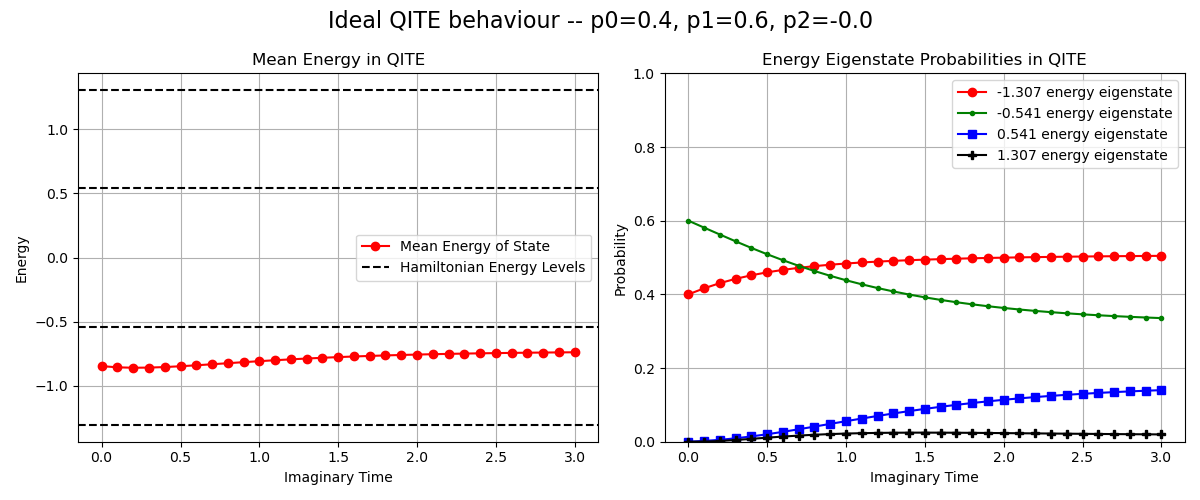 Ideal QITE behaviour -- p0=0.4, p1=0.6, p2=-0.0
Mean Energy in QITE
Energy
1.0
0.5
0.0
−0.5
−1.0
Mean Energy of State
Hamiltonian Energy Levels
0.0 0.5 1.0 1.5 2.0 2.5 3.0
Imaginary Time
Energy Eigenstate Probabilities in QITE
Probability
1.0
0.8
0.6
0.4
0.2
0.0
-1.307 energy eigenstate
-0.541 energy eigenstate
0.541 energy eigenstate
1.307 energy eigenstate
0.0 0.5 1.0 1.5 2.0 2.5 3.0
Imaginary Time